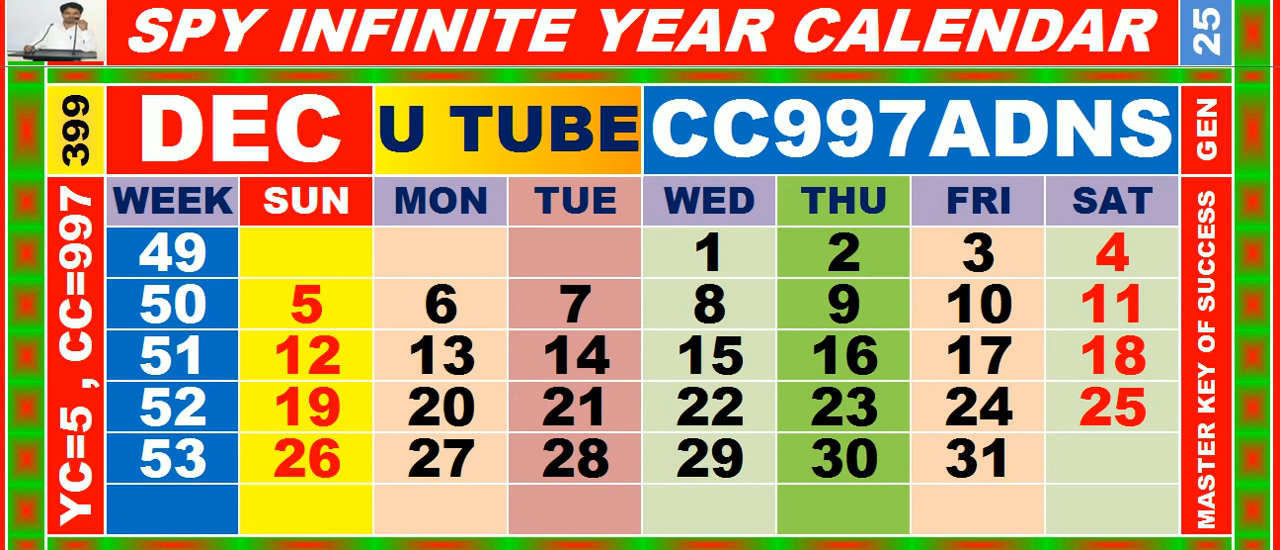 SPY INFINITE YEAR CALENDAR
25
399
DEC
U TUBE
CC997ADNS
GEN
YC=5 , CC=997
WEEK SUN MON TUE WED THU FRI SAT
49 1 2 3 4
50 5 6 7 8 9 10 11
51 12 13 14 15 16 17 18
52 19 20 21 22 23 24 25
53 26 27 28 29 30 31
MASTER KEY OF SUCCESS